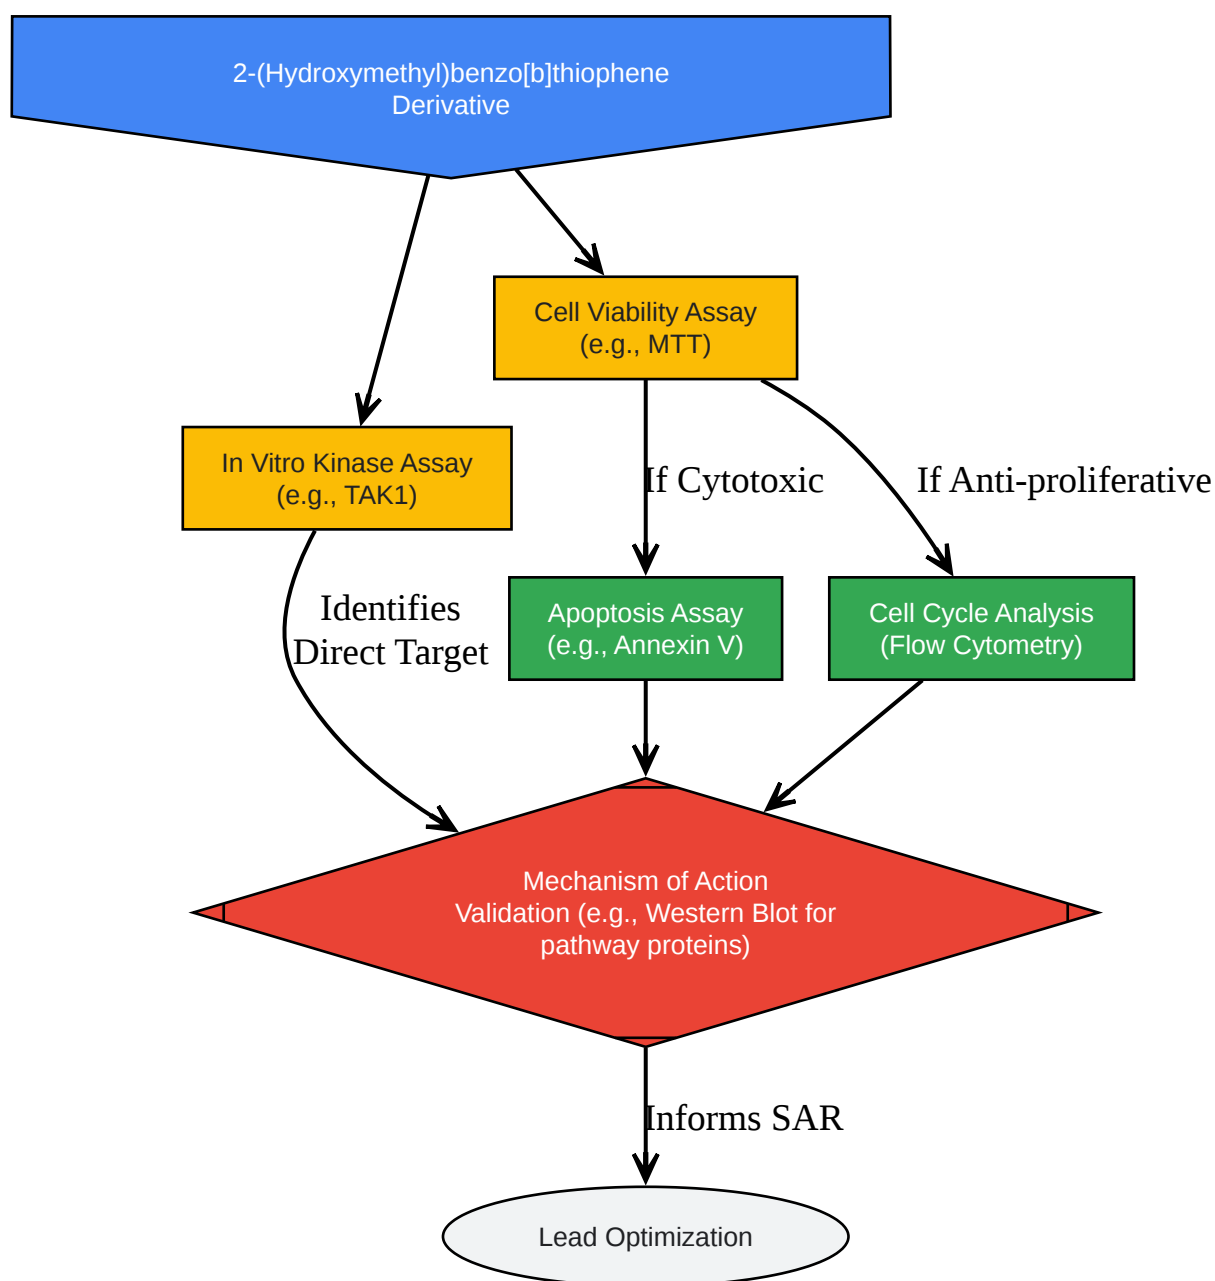 2-(Hydroxymethyl)benzo[b]thiophene
Derivative
Cell Viability Assay
(e.g., MTT)
In Vitro Kinase Assay
(e.g., TAK1)
If Cytotoxic
If Anti-proliferative
Identifies
Direct Target
Apoptosis Assay
(e.g., Annexin V)
Cell Cycle Analysis
(Flow Cytometry)
Mechanism of Action
Validation (e.g., Western Blot for
pathway proteins)
Informs SAR
Lead Optimization